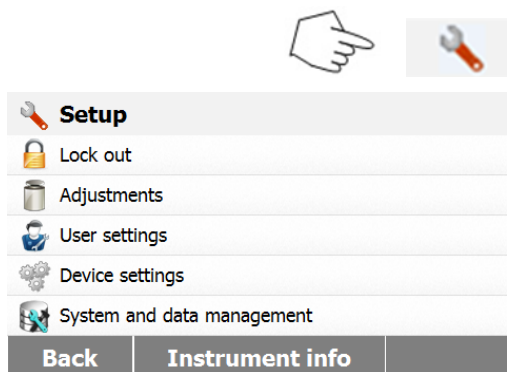 Setup
Lock out
Adjustments
User settings
Device settings
System and data management
Back Instrument info